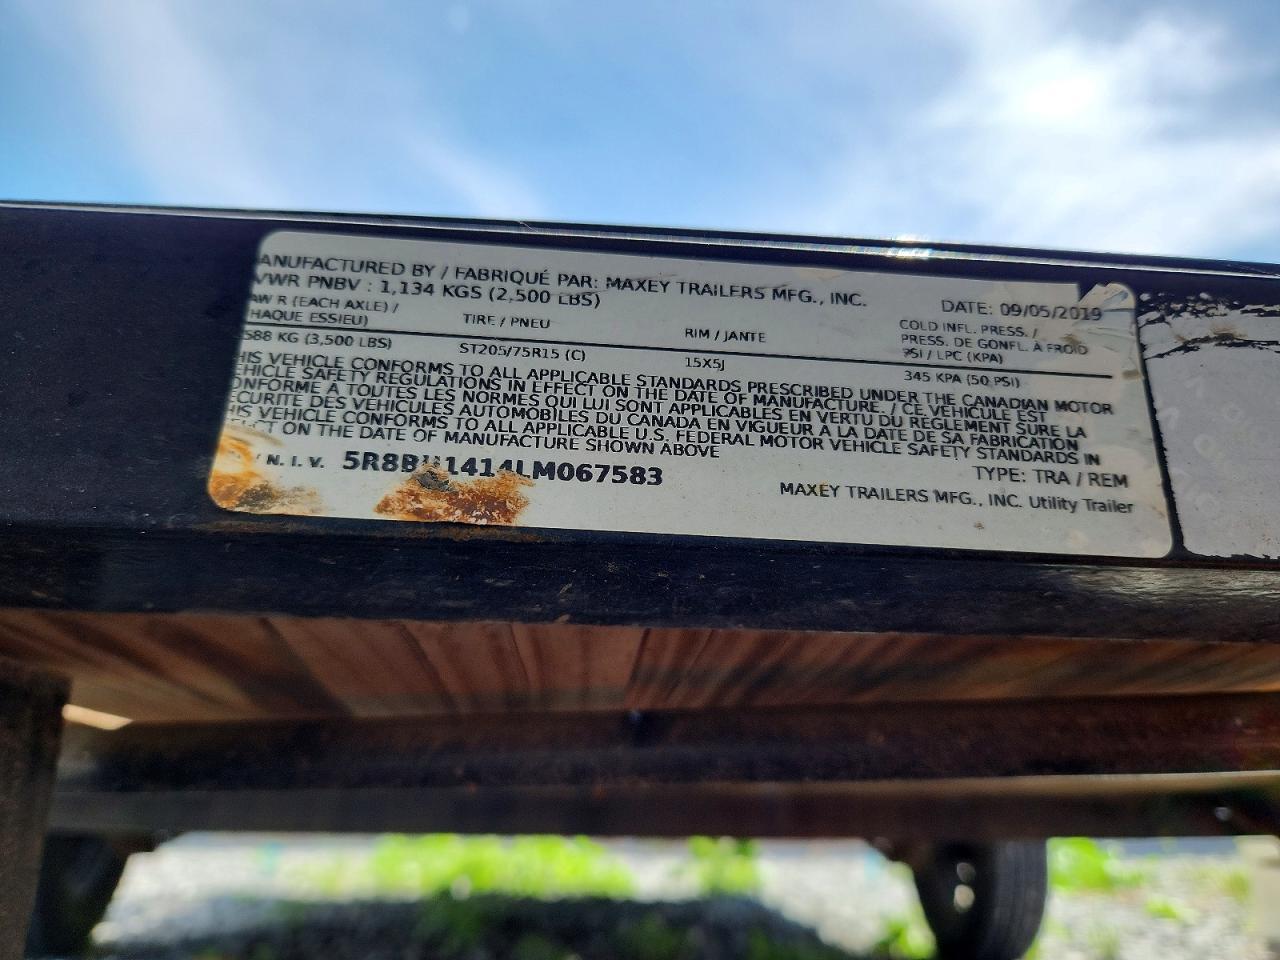 ANUFACTURED BY / FABRIQUÉ PAR: MAXEY TRAILERS MFG., INC.
VWR PNBV : 1,134 KGS (2,500 LBS)
DATE: 09/05/2019
AW R (EACH AXLE) /
HAQUE ESSIEU)
TIRE / PNEU
RIM / JANTE
COLD INFL. PRESS. /
PRESS. DE GONFL. A FROID
PSI / LPC (KPA)
588 KG (3,500 LBS)
ST205/75R15 (C)
15X5J
345 KPA (50 PSI)
HIS VEHICLE CONFORMS TO ALL APPLICABLE STANDARDS PRESCRIBED UNDER THE CANADIAN MOTOR
EHICLE SAFETY REGULATIONS IN EFFECT ON THE DATE OF MANUFACTURE. / CE VEHICULE EST
ONFORME A TOUTES LES NORMES QUI LUI SONT APPLICABLES EN VERTU DU REGLEMENT SURE LA
ECURITE DES VEHICULES AUTOMOBILES DU CANADA EN VIGUEUR A LA DATE DE SA FABRICATION
HIS VEHICLE CONFORMS TO ALL APPLICABLE U.S. FEDERAL MOTOR VEHICLE SAFETY STANDARDS IN
ON THE DATE OF MANUFACTURE SHOWN ABOVE
/ N. I. V.
TYPE: TRA / REM
MAXEY TRAILERS MFG., INC. Utility Trailer